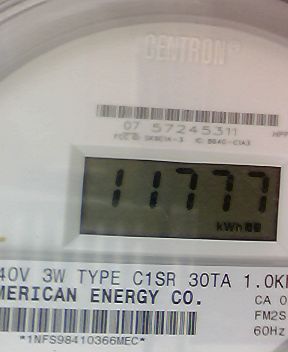 CENTRON®
07 57245311
11777
kWh
40V 3W TYPE C1SR 30TA 1.0K
MERICAN ENERGY CO.
CA 0
FM2S
60Hz
*1NFS98410366MEC*